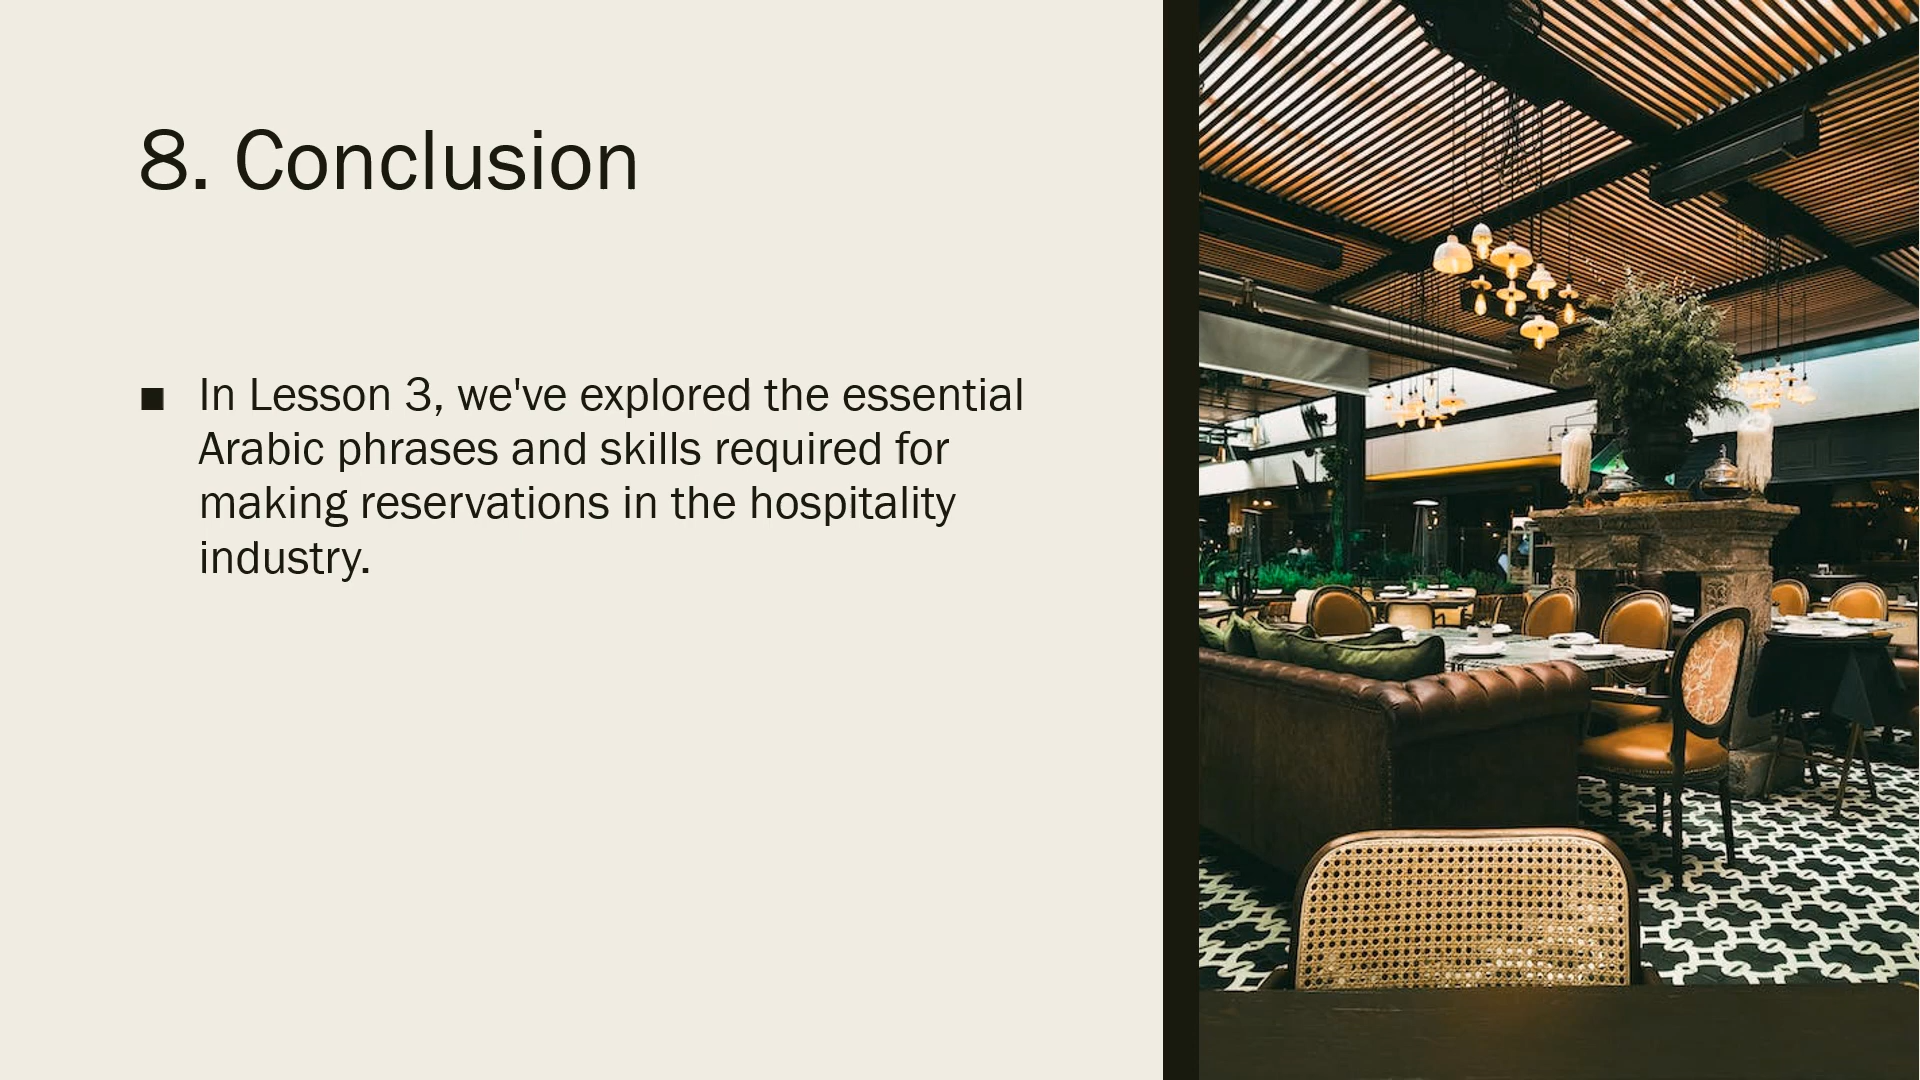 8. Conclusion
■ In Lesson 3, we've explored the essential
Arabic phrases and skills required for
making reservations in the hospitality
industry.